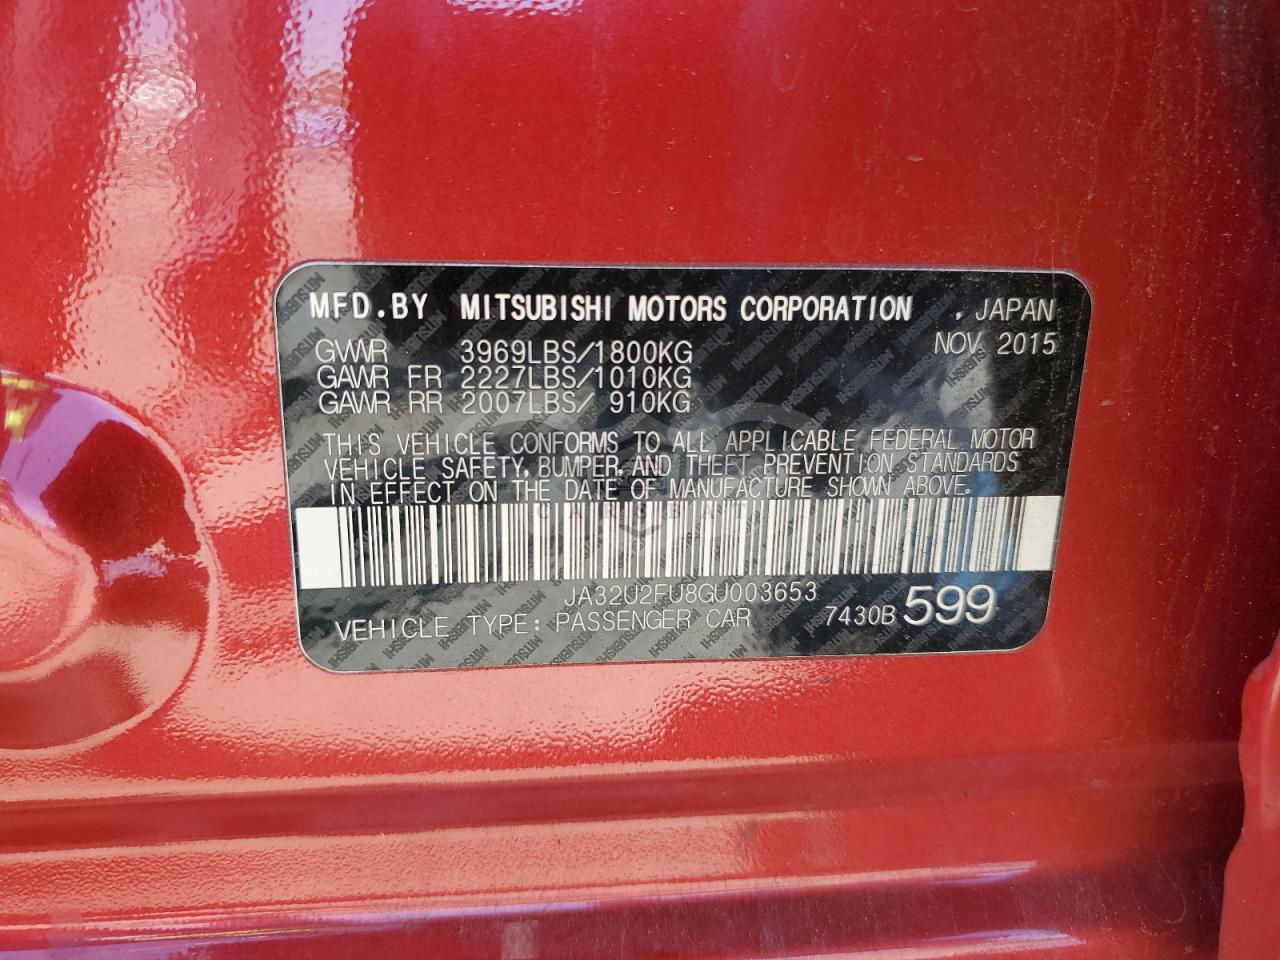 MFD.BY MITSUBISHI MOTORS CORPORATION , JAPAN
GVWR 3969LBS/1800KG NOV. 2015
GAWR FR 2227LBS/1010KG
GAWR RR 2007LBS/ 910KG
THIS VEHICLE CONFORMS TO ALL APPLICABLE FEDERAL MOTOR
VEHICLE SAFETY, BUMPER, AND THEFT PREVENTION STANDARDS
IN EFFECT ON THE DATE OF MANUFACTURE SHOWN ABOVE.
JA32U2FU8GU003653
VEHICLE TYPE: PASSENGER CAR 7430B 599